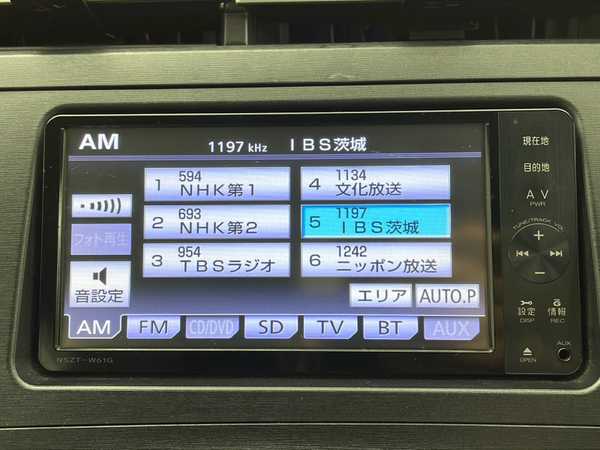 AM
1197 kHz IBS茨城
1 594 NHK第1
4 1134 文化放送
2 693 NHK第2
5 1197 IBS茨城
3 954 TBSラジオ
6 1242 ニッポン放送
フォト再生
音設定
エリア AUTO.P
AM FM CD/DVD SD TV BT AUX
NSZT-W61G
現在地
目的地
AV
PWR
TUNE/TRACK VOL
+
−
設定 情報
DISP REC
OPEN
AUX